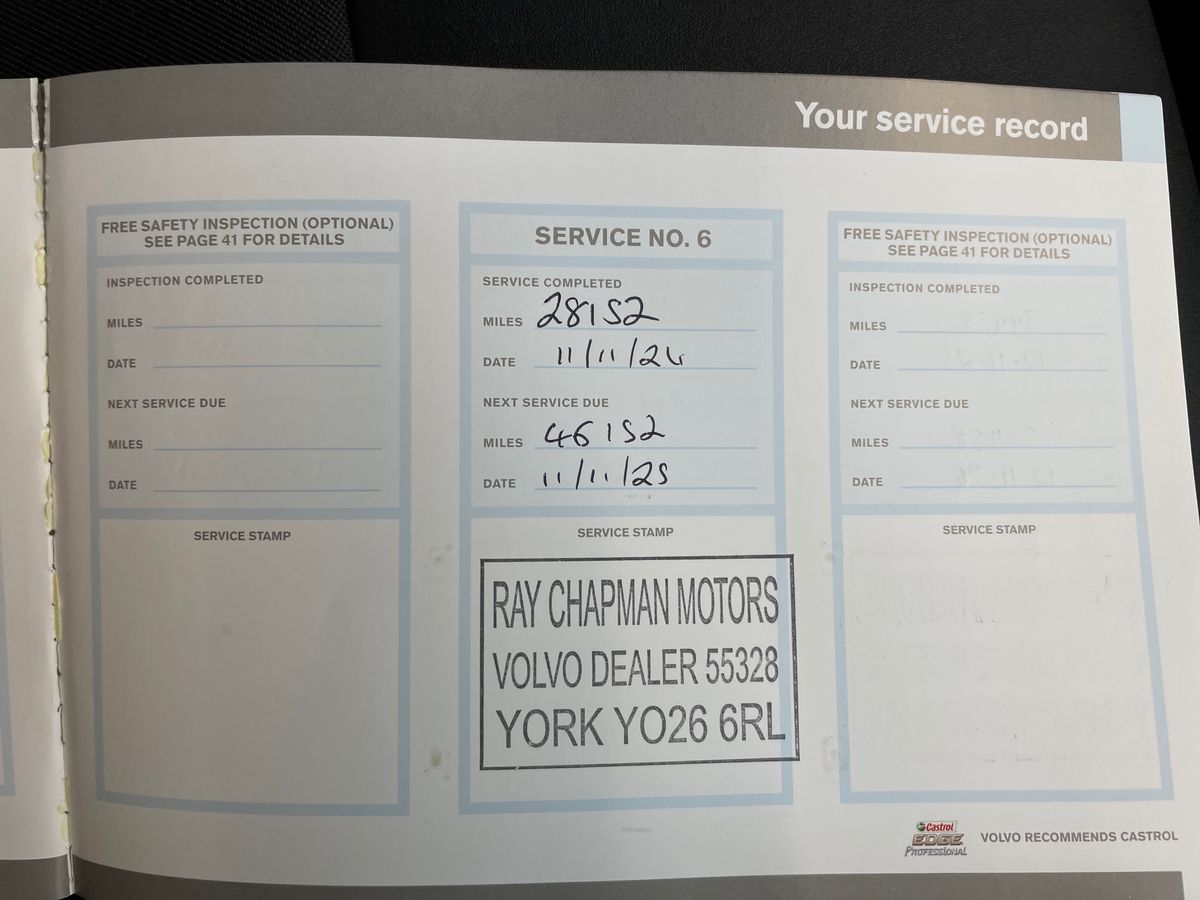 Your service record
FREE SAFETY INSPECTION (OPTIONAL)
SEE PAGE 41 FOR DETAILS
INSPECTION COMPLETED
MILES
DATE
NEXT SERVICE DUE
MILES
DATE
SERVICE STAMP
SERVICE NO. 6
SERVICE COMPLETED
MILES 28152
DATE 11/11/24
NEXT SERVICE DUE
MILES 46152
DATE 11/11/25
SERVICE STAMP
RAY CHAPMAN MOTORS
VOLVO DEALER 55328
YORK YO26 6RL
FREE SAFETY INSPECTION (OPTIONAL)
SEE PAGE 41 FOR DETAILS
INSPECTION COMPLETED
MILES
DATE
NEXT SERVICE DUE
MILES
DATE
SERVICE STAMP
Castrol
EDGE
PROFESSIONAL
VOLVO RECOMMENDS CASTROL